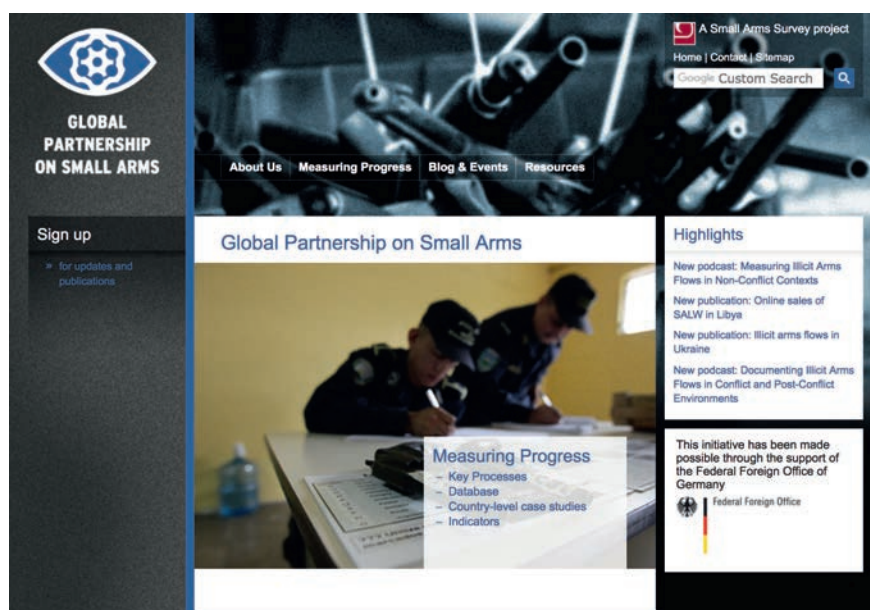 GLOBAL
PARTNERSHIP
ON SMALL ARMS
A Small Arms Survey project
Home | Contact | Sitemap
Google Custom Search
About Us
Measuring Progress
Blog & Events
Resources
Sign up
» for updates and
publications
Global Partnership on Small Arms
Measuring Progress
– Key Processes
– Database
– Country-level case studies
– Indicators
Highlights
New podcast: Measuring Illicit Arms
Flows in Non-Conflict Contexts
New publication: Online sales of
SALW in Libya
New publication: Illicit arms flows in
Ukraine
New podcast: Documenting Illicit Arms
Flows in Conflict and Post-Conflict
Environments
This initiative has been made
possible through the support of
the Federal Foreign Office of
Germany
Federal Foreign Office